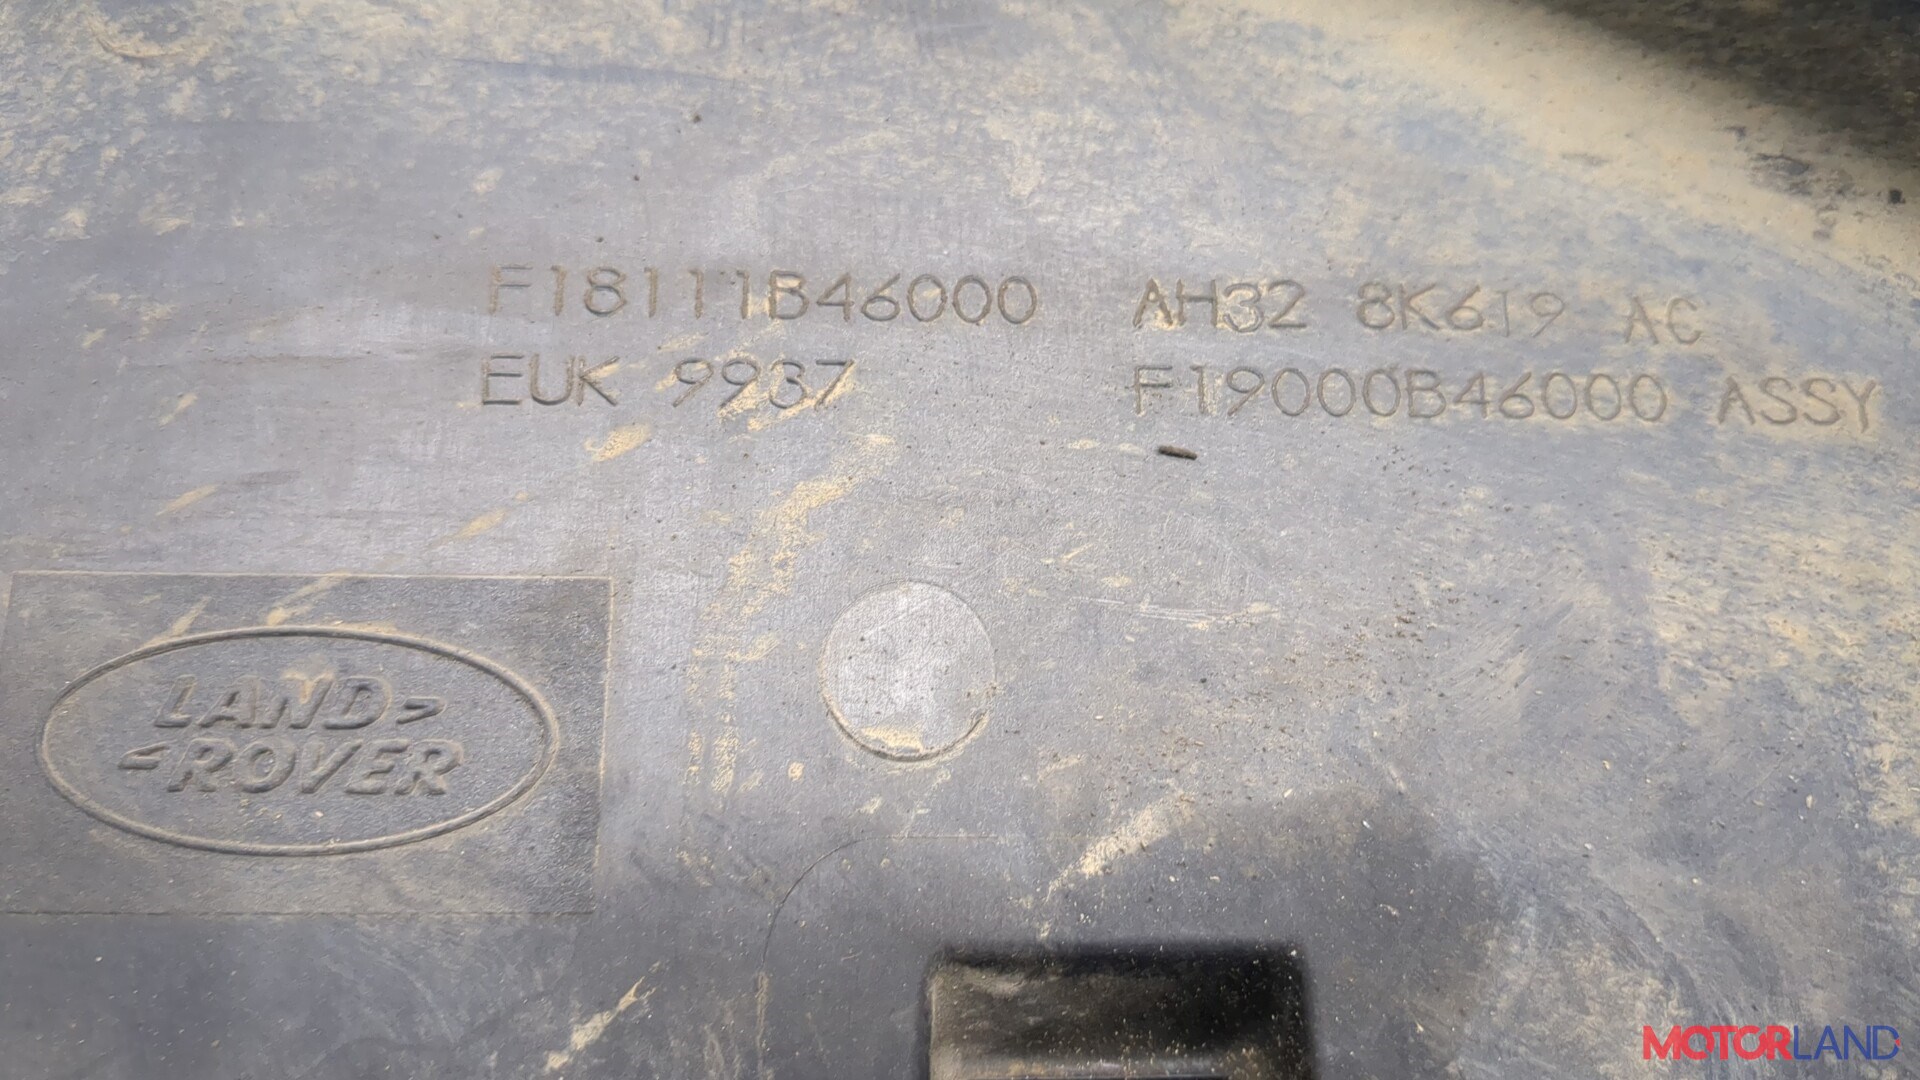 F18111B46000 AH32 8K619 AC
EUK 9937 F19000B46000 ASSY
LAND
ROVER
MOTORLAND